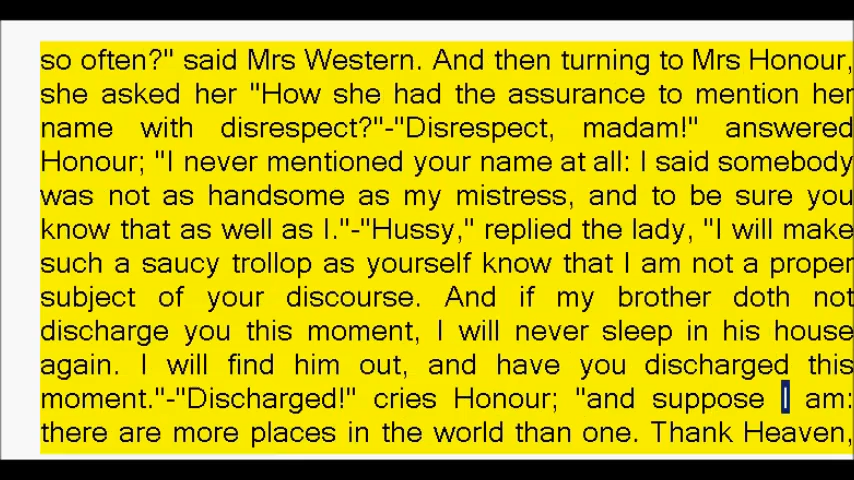 so often?" said Mrs Western. And then turning to Mrs Honour,
she asked her "How she had the assurance to mention her
name with disrespect?"-"Disrespect, madam!" answered
Honour; "I never mentioned your name at all: I said somebody
was not as handsome as my mistress, and to be sure you
know that as well as I."-"Hussy," replied the lady, "I will make
such a saucy trollop as yourself know that I am not a proper
subject of your discourse. And if my brother doth not
discharge you this moment, I will never sleep in his house
again. I will find him out, and have you discharged this
moment."-"Discharged!" cries Honour; "and suppose I am:
there are more places in the world than one. Thank Heaven,